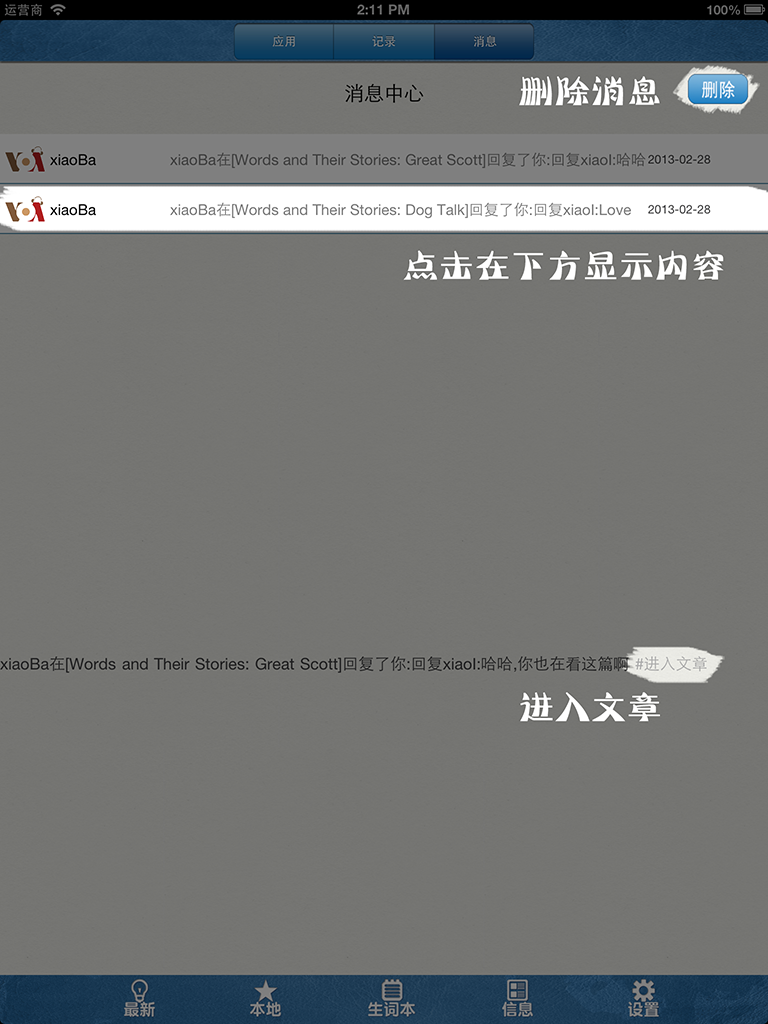 运营商 2:11 PM 100%
应用 记录 消息
消息中心 删除消息 删除
VOA xiaoBa xiaoBa在[Words and Their Stories: Great Scott]回复了你:回复xiaol:哈哈 2013-02-28
VOA xiaoBa xiaoBa在[Words and Their Stories: Dog Talk]回复了你:回复xiaol:Love 2013-02-28
点击在下方显示内容
xiaoBa在[Words and Their Stories: Great Scott]回复了你:回复xiaol:哈哈,你也在看这篇啊 #进入文章
进入文章
最新 本地 生词本 信息 设置